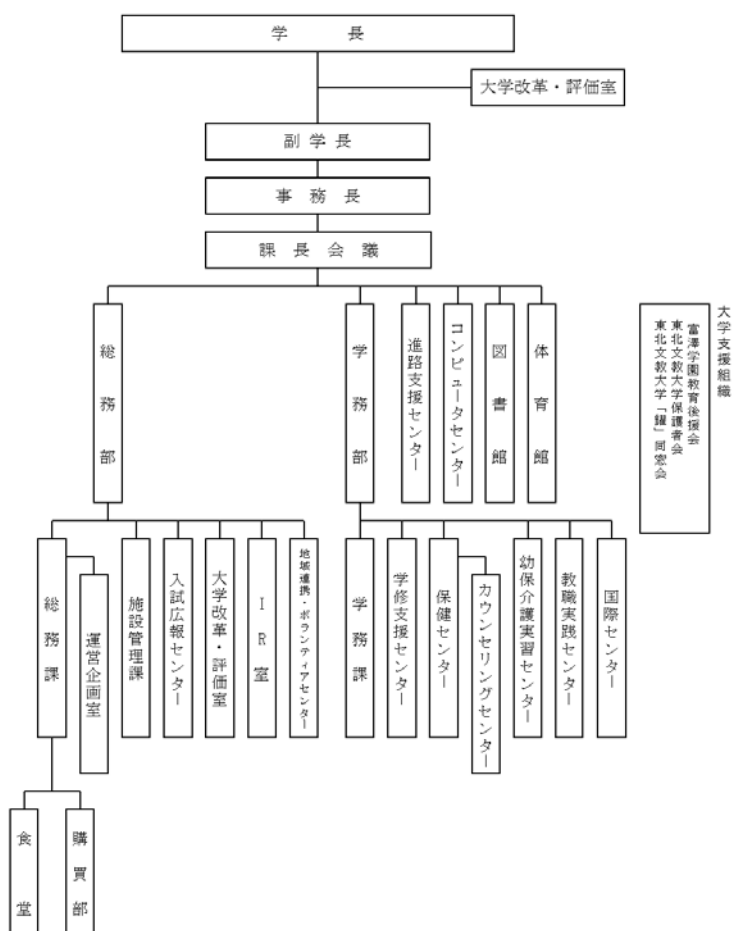 学長
大学改革・評価室
副学長
事務長
課長会議
総務部
学務部
進路支援センター
コンピュータセンター
図書館
体育館
大学支援組織
富澤学園教育後援会
東北文教大学保護者会
東北文教大学「鑵」同窓会
総務課
運営企画室
施設管理課
入試広報センター
大学改革・評価室
IR室
地域連携・ボランティアセンター
学務課
学修支援センター
保健センター
カウンセリングセンター
幼保介護実習センター
教職実践センター
国際センター
食堂
購買部